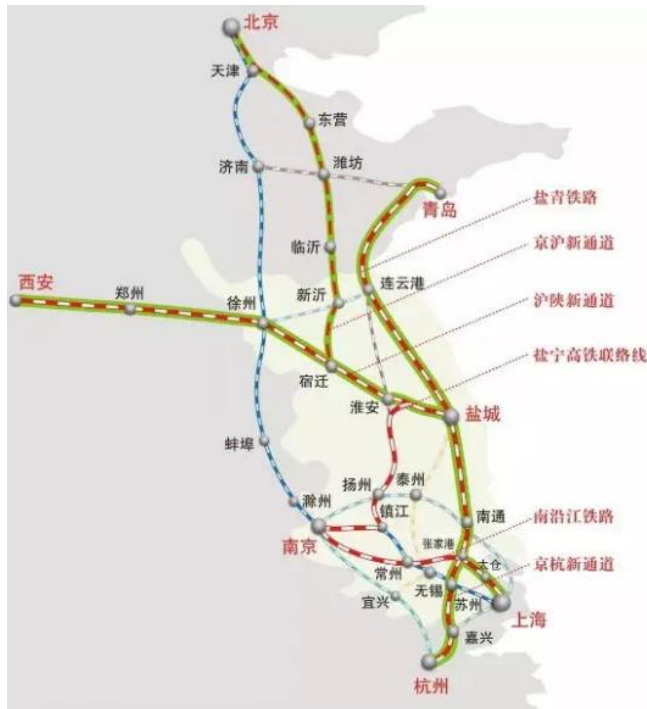 北京
天津
东营
济南
潍坊
青岛
盐青铁路
临沂
京沪新通道
西安
郑州
徐州
新沂
连云港
沪陕新通道
宿迁
盐宁高铁联络线
淮安
盐城
蚌埠
滁州
扬州
泰州
镇江
南通
南京
张家港
南沿江铁路
常州
太仓
无锡
京杭新通道
宜兴
苏州
上海
嘉兴
杭州